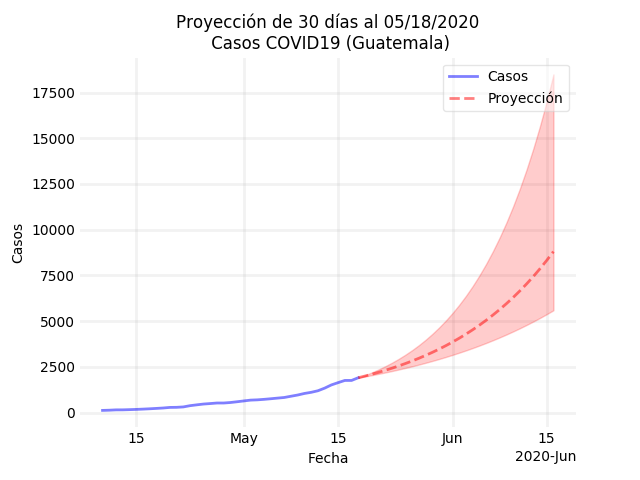 Proyección de 30 días al 05/18/2020
Casos COVID19 (Guatemala)
Casos
Proyección
17500
15000
12500
10000
7500
5000
2500
0
Casos
15
May
15
Jun
15
2020-Jun
Fecha